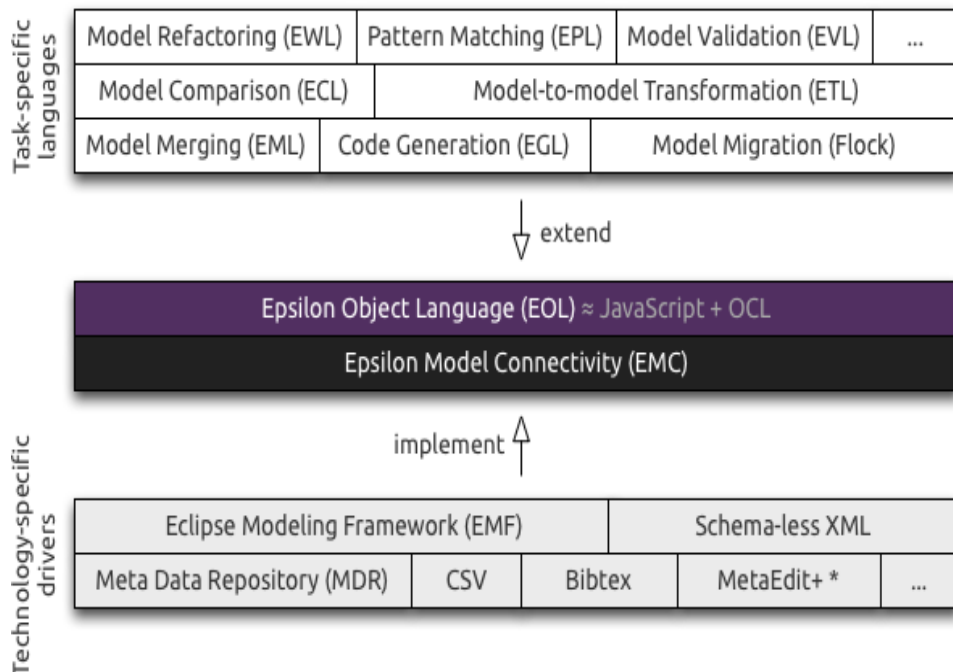 Task-specific
languages
Model Refactoring (EWL) Pattern Matching (EPL) Model Validation (EVL) ...
Model Comparison (ECL) Model-to-model Transformation (ETL)
Model Merging (EML) Code Generation (EGL) Model Migration (Flock)
extend
Epsilon Object Language (EOL) ≈ JavaScript + OCL
Epsilon Model Connectivity (EMC)
implement
Technology-specific
drivers
Eclipse Modeling Framework (EMF) Schema-less XML
Meta Data Repository (MDR) CSV Bibtex MetaEdit+ * ...